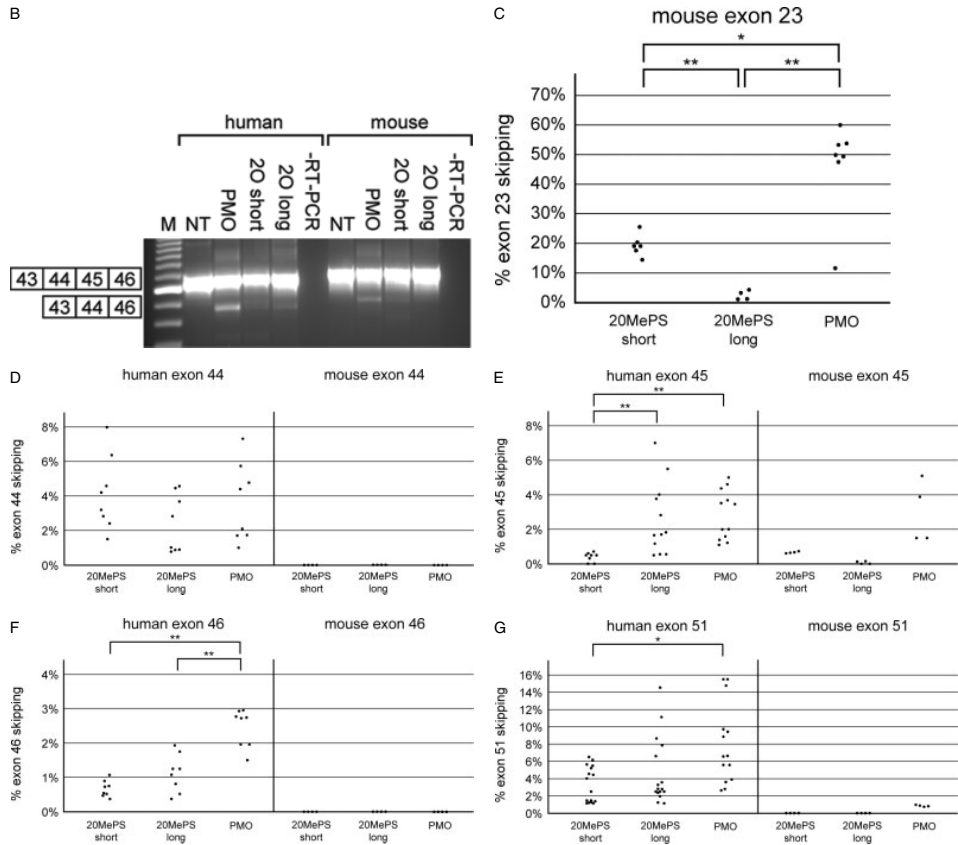 B
human
mouse
M
NT
PMO
2O short
2O long
-RT-PCR
NT
PMO
2O short
2O long
-RT-PCR
43 44 45 46
43 44 46
C
mouse exon 23
*
** **
% exon 23 skipping
70%
60%
50%
40%
30%
20%
10%
0%
20MePS short
20MePS long
PMO
D
human exon 44
mouse exon 44
% exon 44 skipping
8%
6%
4%
2%
0%
20MePS short
20MePS long
PMO
20MePS short
20MePS long
PMO
E
human exon 45
mouse exon 45
**
**
% exon 45 skipping
8%
6%
4%
2%
0%
20MePS short
20MePS long
PMO
20MePS short
20MePS long
PMO
F
human exon 46
mouse exon 46
**
**
% exon 46 skipping
4%
3%
2%
1%
0%
20MePS short
20MePS long
PMO
20MePS short
20MePS long
PMO
G
human exon 51
mouse exon 51
*
% exon 51 skipping
16%
14%
12%
10%
8%
6%
4%
2%
0%
20MePS short
20MePS long
PMO
20MePS short
20MePS long
PMO